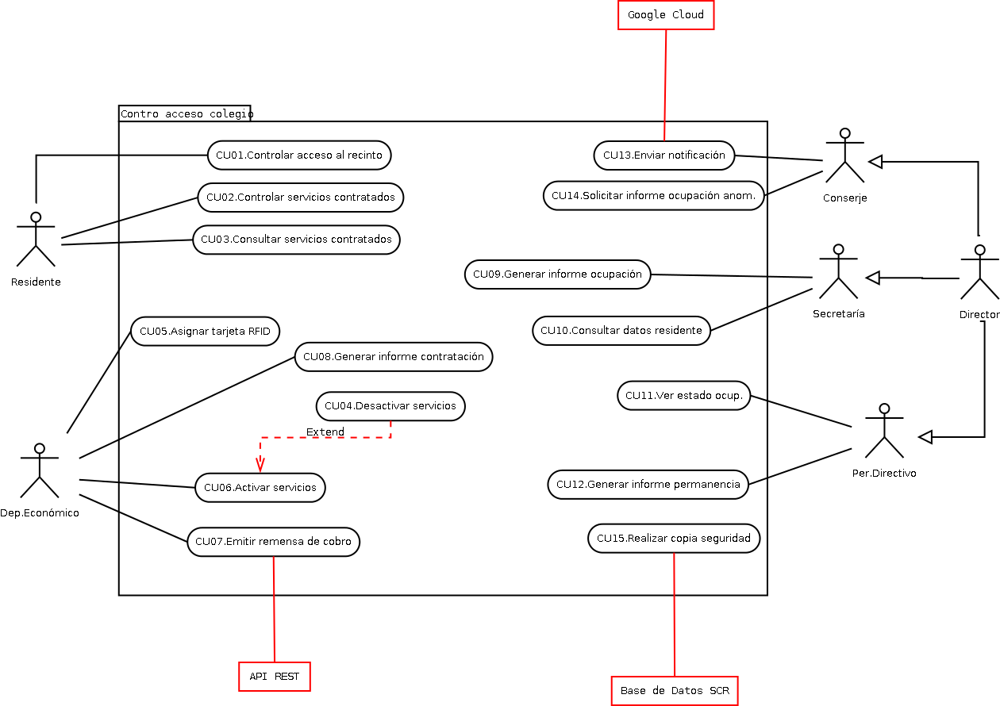 Google Cloud
Contro acceso colegio
CU01.Controlar acceso al recinto
CU13.Enviar notificación
CU02.Controlar servicios contratados
CU14.Solicitar informe ocupación anom.
Conserje
CU03.Consultar servicios contratados
Residente
CU09.Generar informe ocupación
Secretaría
Director
CU05.Asignar tarjeta RFID
CU10.Consultar datos residente
CU08.Generar informe contratación
CU11.Ver estado ocup.
CU04.Desactivar servicios
Extend
Per.Directivo
CU06.Activar servicios
CU12.Generar informe permanencia
Dep.Económico
CU07.Emitir remensa de cobro
CU15.Realizar copia seguridad
API REST
Base de Datos SCR